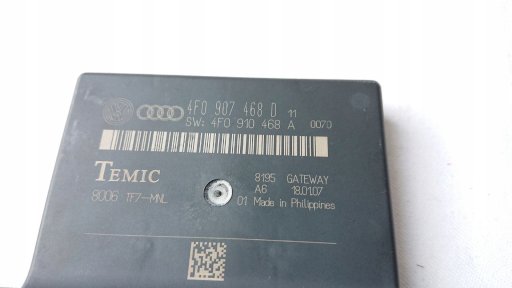 4F0 907 468 D 11
SW: 4F0 910 468 A 0070
TEMIC
8195 GATEWAY
8006 TF7-MNL
A6 18.01.07
01 Made in Philippines